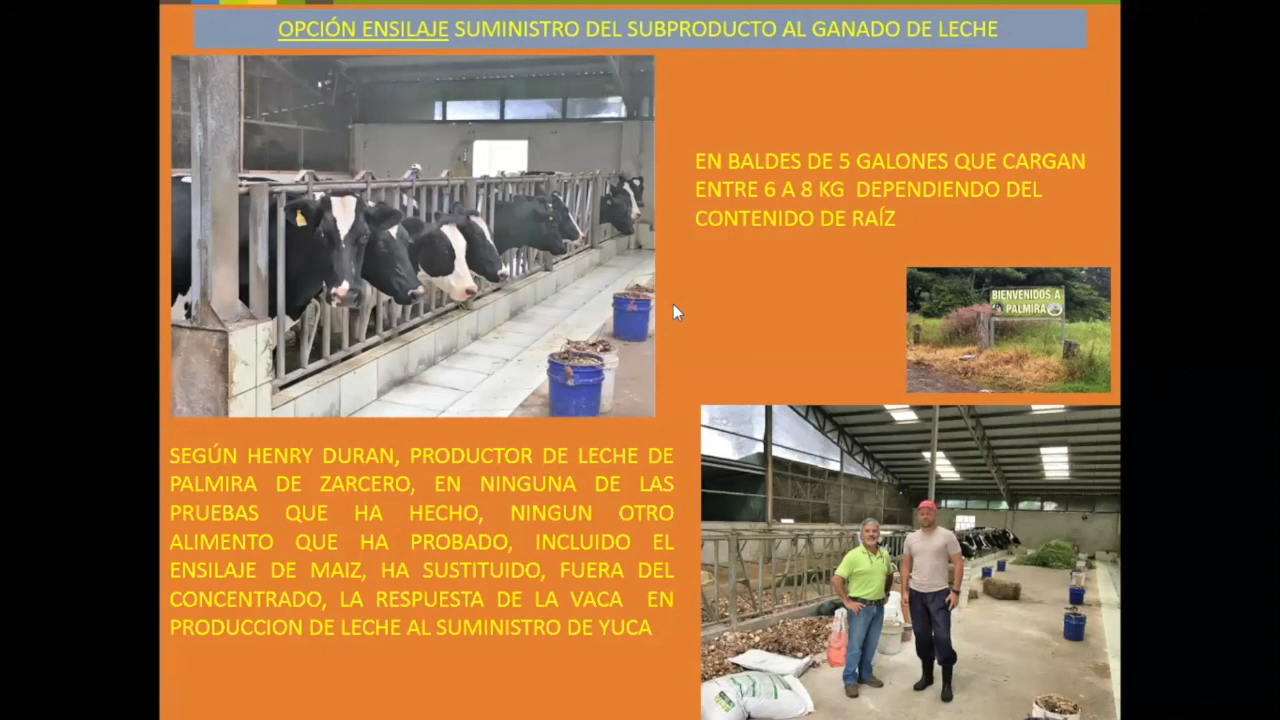 OPCIÓN ENSILAJE SUMINISTRO DEL SUBPRODUCTO AL GANADO DE LECHE
EN BALDES DE 5 GALONES QUE CARGAN
ENTRE 6 A 8 KG DEPENDIENDO DEL
CONTENIDO DE RAÍZ
BIENVENIDOS A
PALMIRA
SEGÚN HENRY DURAN, PRODUCTOR DE LECHE DE
PALMIRA DE ZARCERO, EN NINGUNA DE LAS
PRUEBAS QUE HA HECHO, NINGUN OTRO
ALIMENTO QUE HA PROBADO, INCLUIDO EL
ENSILAJE DE MAIZ, HA SUSTITUIDO, FUERA DEL
CONCENTRADO, LA RESPUESTA DE LA VACA EN
PRODUCCION DE LECHE AL SUMINISTRO DE YUCA